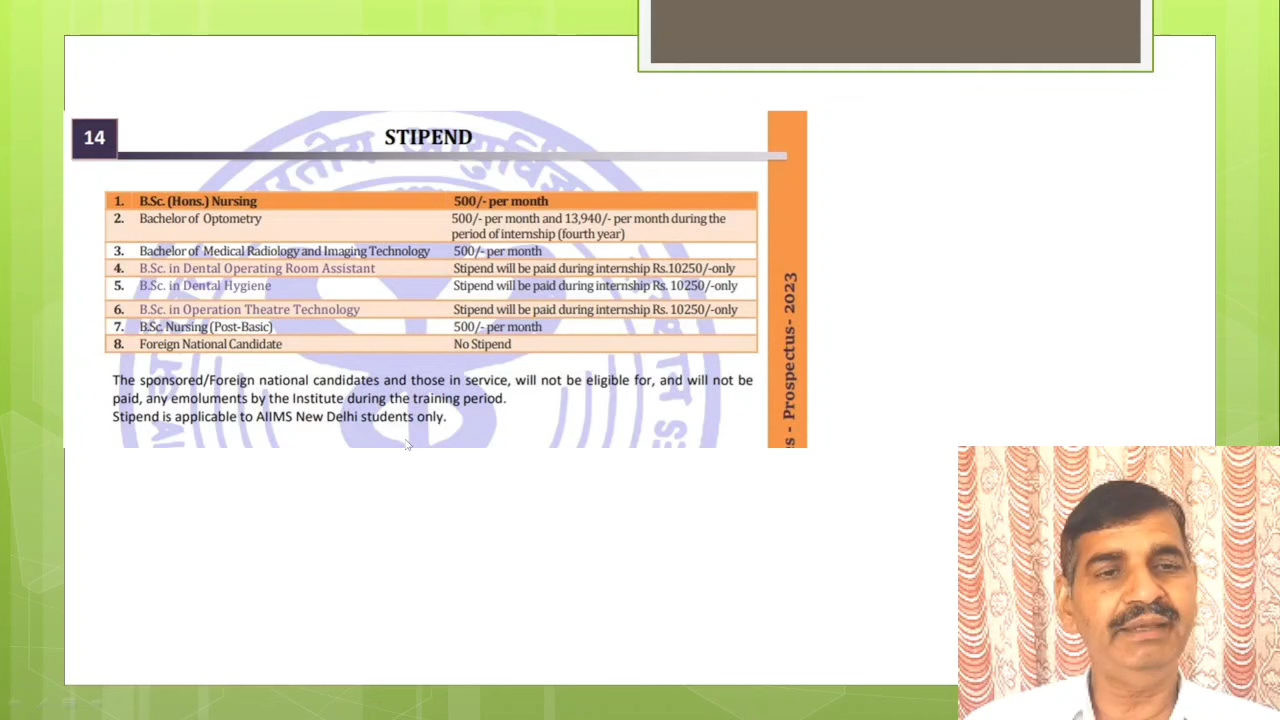 14
STIPEND
भारतीय आयुर्विज्ञान
1. B.Sc. (Hons.) Nursing 500/- per month
2. Bachelor of Optometry 500/- per month and 13,940/- per month during the
period of internship (fourth year)
3. Bachelor of Medical Radiology and Imaging Technology 500/- per month
4. B.Sc. in Dental Operating Room Assistant Stipend will be paid during internship Rs.10250/-only
5. B.Sc. in Dental Hygiene Stipend will be paid during internship Rs. 10250/-only
6. B.Sc. in Operation Theatre Technology Stipend will be paid during internship Rs. 10250/-only
7. B.Sc. Nursing (Post-Basic) 500/- per month
8. Foreign National Candidate No Stipend
The sponsored/Foreign national candidates and those in service, will not be eligible for, and will not be
paid, any emoluments by the Institute during the training period.
Stipend is applicable to AIIMS New Delhi students only.
- Prospectus- 2023